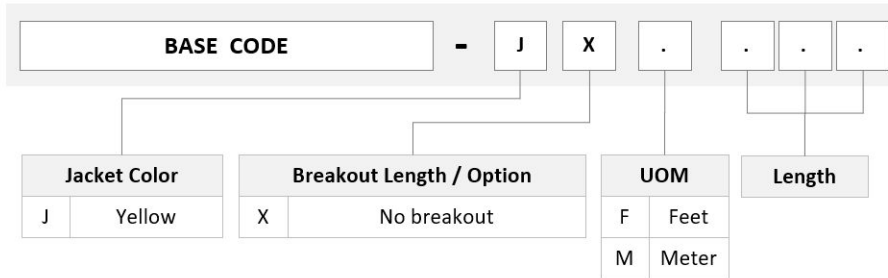 BASE CODE - J X . . . .
Jacket Color
J Yellow
Breakout Length / Option
X No breakout
UOM
F Feet
M Meter
Length